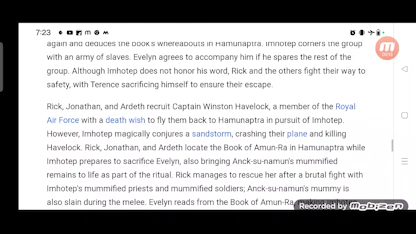 7:23
again and deduces the book's whereabouts in Hamunaptra. Imhotep corners the group
with an army of slaves. Evelyn agrees to accompany him if he spares the rest of the
group. Although Imhotep does not honor his word, Rick and the others fight their way to
safety, with Terence sacrificing himself to ensure their escape.
Rick, Jonathan, and Ardeth recruit Captain Winston Havelock, a member of the Royal
Air Force with a death wish to fly them back to Hamunaptra in pursuit of Imhotep.
However, Imhotep magically conjures a sandstorm, crashing their plane and killing
Havelock. Rick, Jonathan, and Ardeth locate the Book of Amun-Ra in Hamunaptra while
Imhotep prepares to sacrifice Evelyn, also bringing Anck-su-namun's mummified
remains to life as part of the ritual. Rick manages to rescue her after a brutal fight with
Imhotep's mummified priests and mummified soldiers; Anck-su-namun's mummy is
also slain during the melee. Evelyn reads from the Book of Amun-Ra,
Recorded by Mobizen